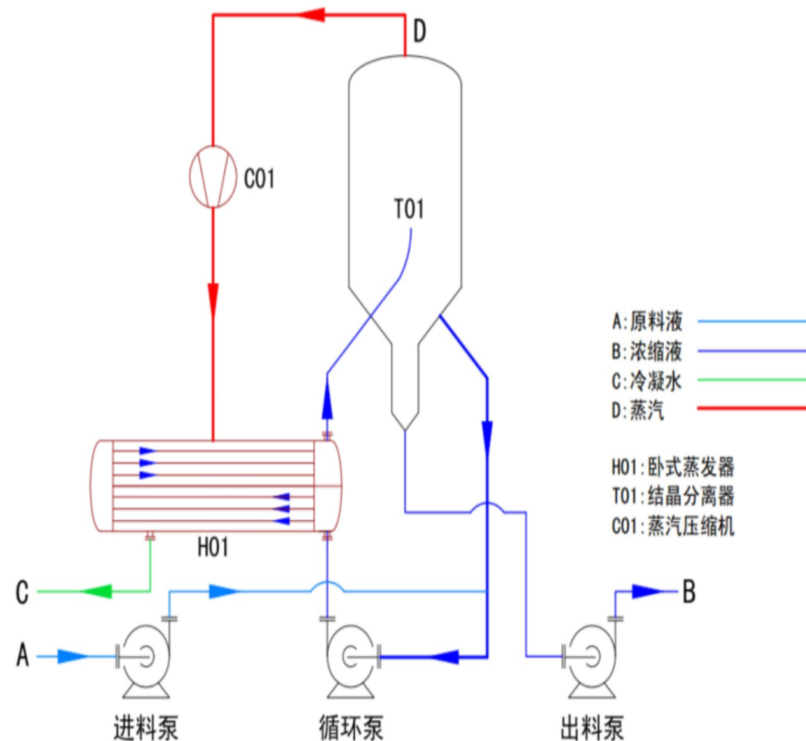 D
C01
T01
A:原料液
B:浓缩液
C:冷凝水
D:蒸汽
H01:卧式蒸发器
T01:结晶分离器
C01:蒸汽压缩机
H01
C
B
A
进料泵
循环泵
出料泵